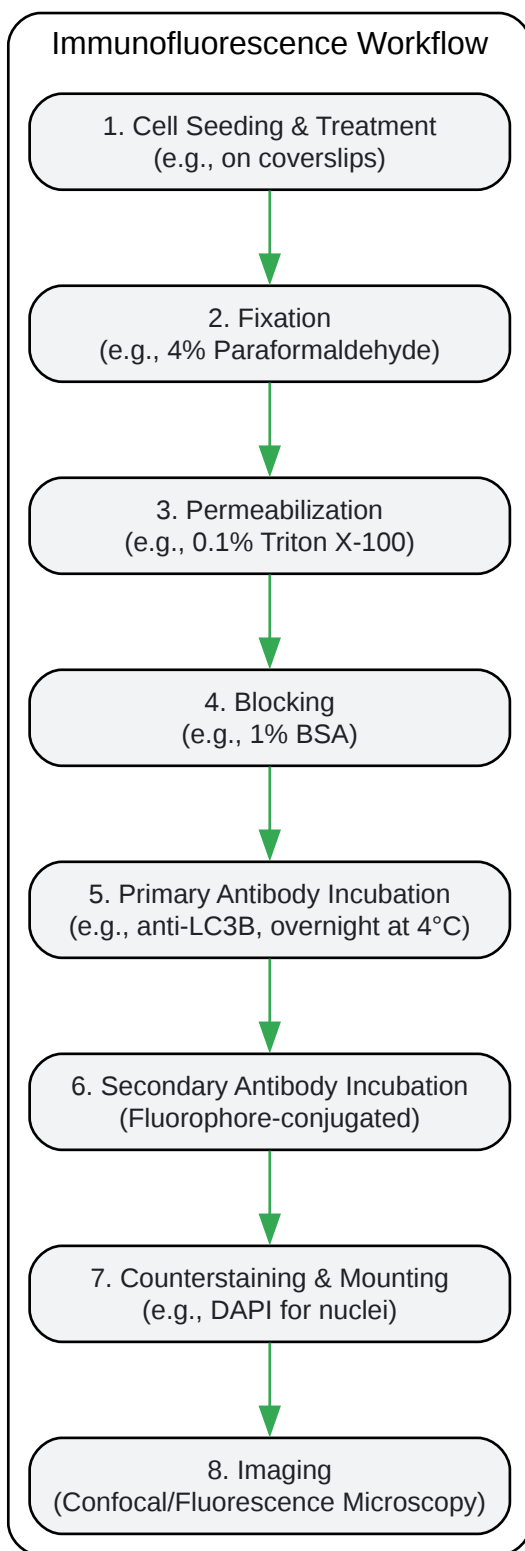 Immunofluorescence Workflow
1. Cell Seeding & Treatment
(e.g., on coverslips)
2. Fixation
(e.g., 4% Paraformaldehyde)
3. Permeabilization
(e.g., 0.1% Triton X-100)
4. Blocking
(e.g., 1% BSA)
5. Primary Antibody Incubation
(e.g., anti-LC3B, overnight at 4°C)
6. Secondary Antibody Incubation
(Fluorophore-conjugated)
7. Counterstaining & Mounting
(e.g., DAPI for nuclei)
8. Imaging
(Confocal/Fluorescence Microscopy)